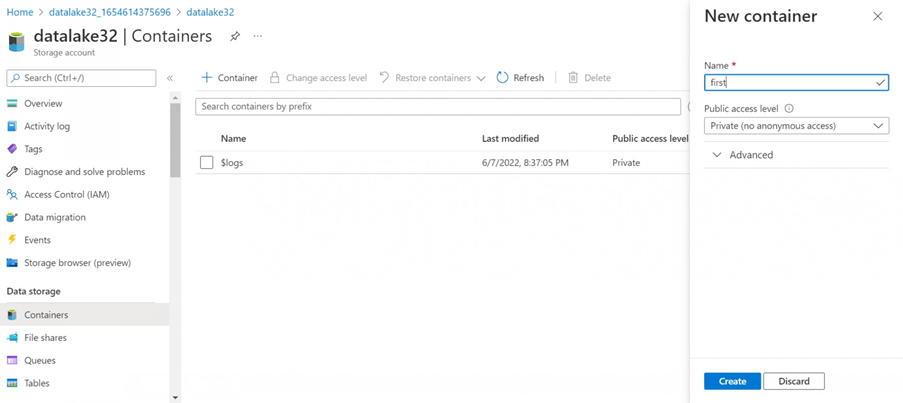 Home > datalake32_1654614375696 > datalake32
datalake32 | Containers
Storage account
Search (Ctrl+/)
Overview
Activity log
Tags
Diagnose and solve problems
Access Control (IAM)
Data migration
Events
Storage browser (preview)
Data storage
Containers
File shares
Queues
Tables
Container Change access level Restore containers Refresh Delete
Search containers by prefix
Name Last modified Public access level
$logs 6/7/2022, 8:37:05 PM Private
New container
Name *
first
Public access level
Private (no anonymous access)
Advanced
Create Discard